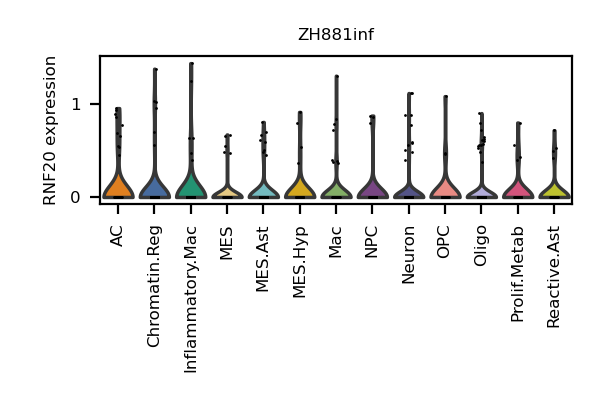 ZH881inf
RNF20 expression
1
0
AC
Chromatin.Reg
Inflammatory.Mac
MES
MES.Ast
MES.Hyp
Mac
NPC
Neuron
OPC
Oligo
Prolif.Metab
Reactive.Ast